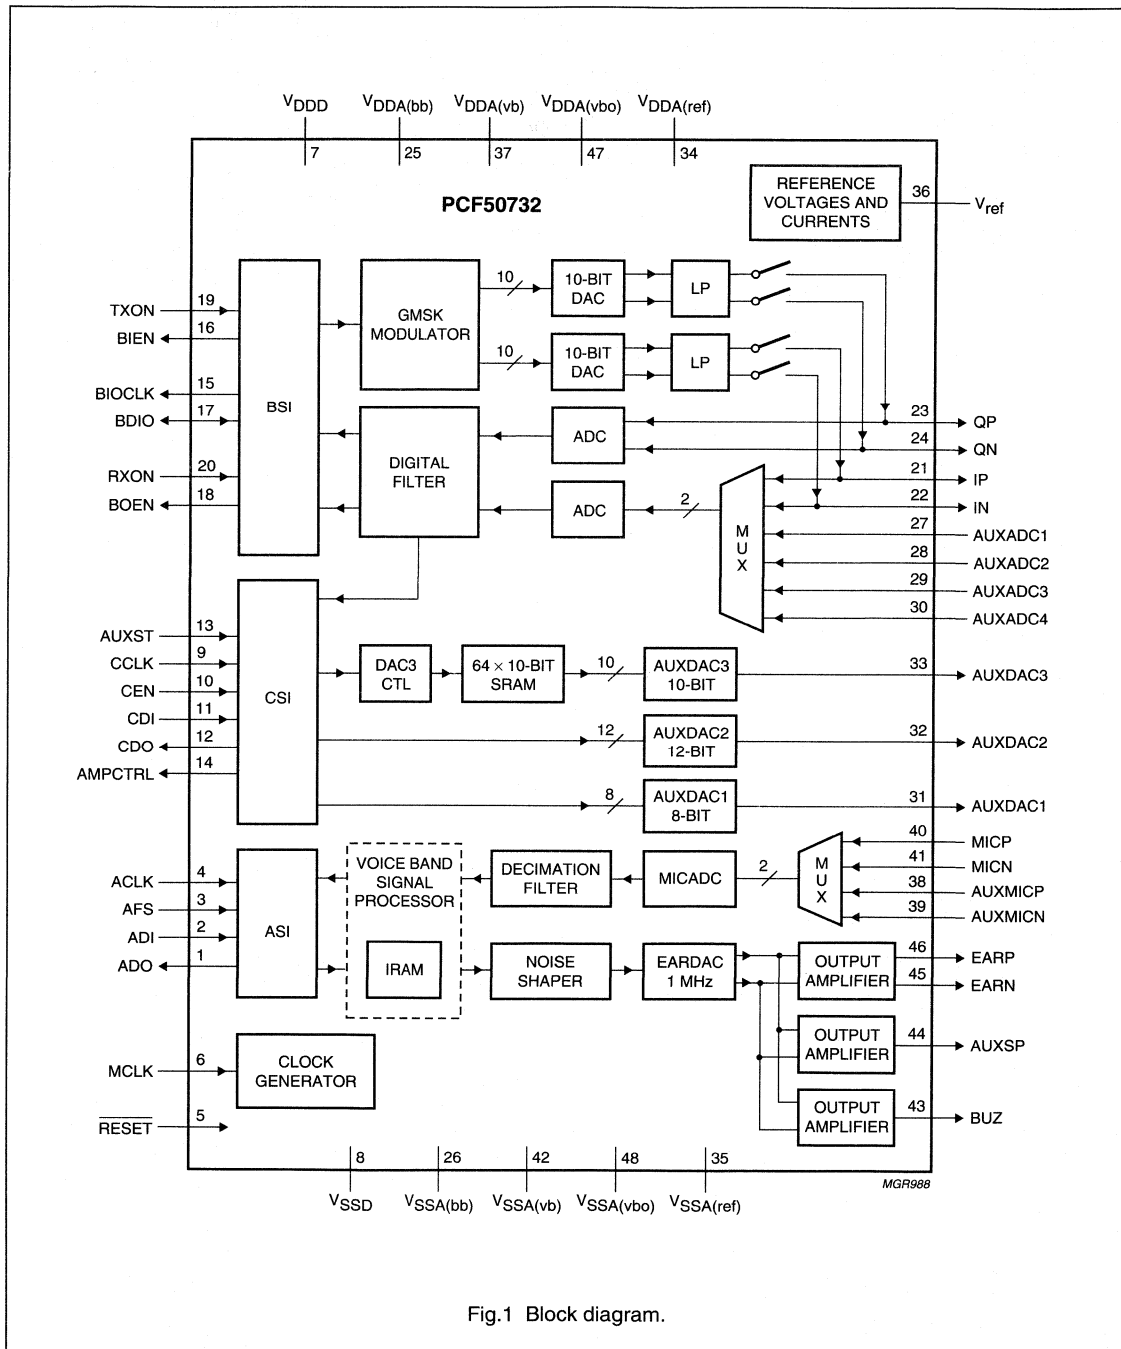 VDDD VDDA(bb) VDDA(vb) VDDA(vbo) VDDA(ref)
7 25 37 47 34
PCF50732
REFERENCE
VOLTAGES AND
CURRENTS
36
Vref
TXON 19
BIEN 16
BIOCLK 15
BDIO 17
RXON 20
BOEN 18
BSI
GMSK
MODULATOR
10
10-BIT
DAC
LP
10
10-BIT
DAC
LP
DIGITAL
FILTER
ADC
ADC
2
MUX
23 QP
24 QN
21 IP
22 IN
27 AUXADC1
28 AUXADC2
29 AUXADC3
30 AUXADC4
AUXST 13
CCLK 9
CEN 10
CDI 11
CDO 12
AMPCTRL 14
CSI
DAC3
CTL
64 × 10-BIT
SRAM
10
AUXDAC3
10-BIT
33 AUXDAC3
12
AUXDAC2
12-BIT
32 AUXDAC2
8
AUXDAC1
8-BIT
31 AUXDAC1
ACLK 4
AFS 3
ADI 2
ADO 1
ASI
VOICE BAND
SIGNAL
PROCESSOR
IRAM
DECIMATION
FILTER
MICADC
2
MUX
40 MICP
41 MICN
38 AUXMICP
39 AUXMICN
NOISE
SHAPER
EARDAC
1 MHz
OUTPUT
AMPLIFIER
46 EARP
45 EARN
OUTPUT
AMPLIFIER
44 AUXSP
OUTPUT
AMPLIFIER
43 BUZ
MCLK 6
CLOCK
GENERATOR
RESET 5
8 26 42 48 35
VSSD VSSA(bb) VSSA(vb) VSSA(vbo) VSSA(ref)
MGR988
Fig.1 Block diagram.